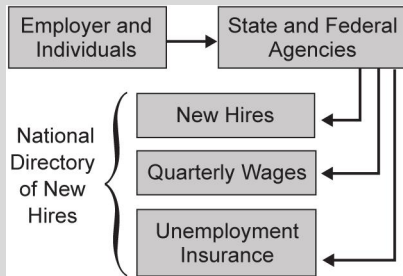 Employer and
Individuals
State and Federal
Agencies
National
Directory
of New
Hires
New Hires
Quarterly Wages
Unemployment
Insurance